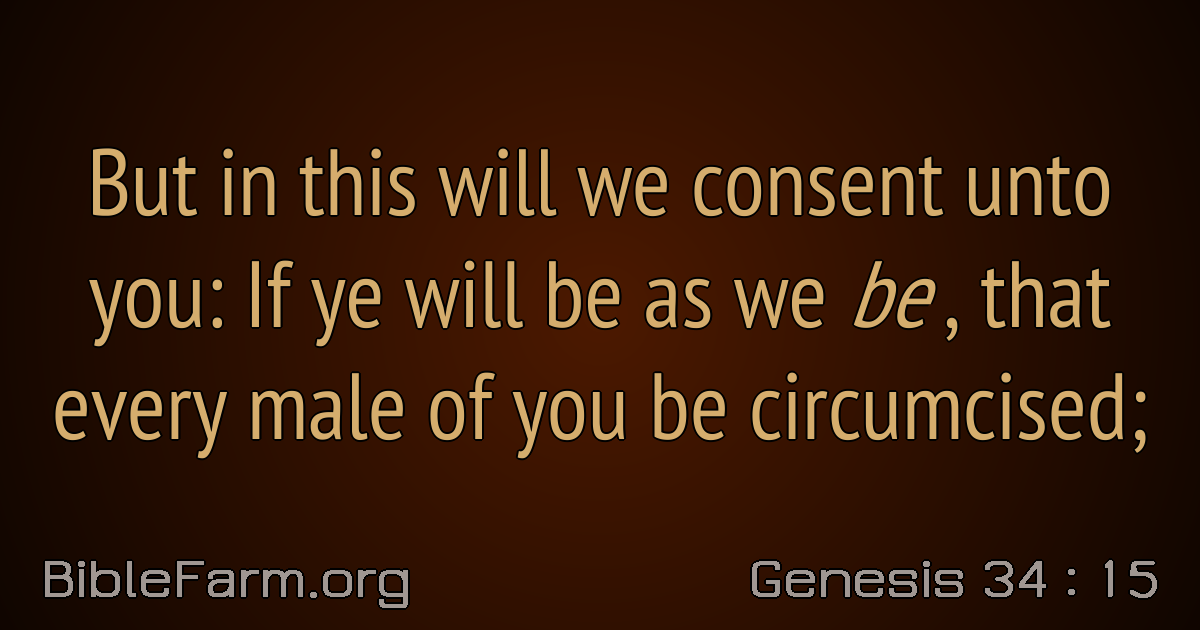 But in this will we consent unto
you: If ye will be as we be , that
every male of you be circumcised;
BibleFarm.org
Genesis 34 : 15